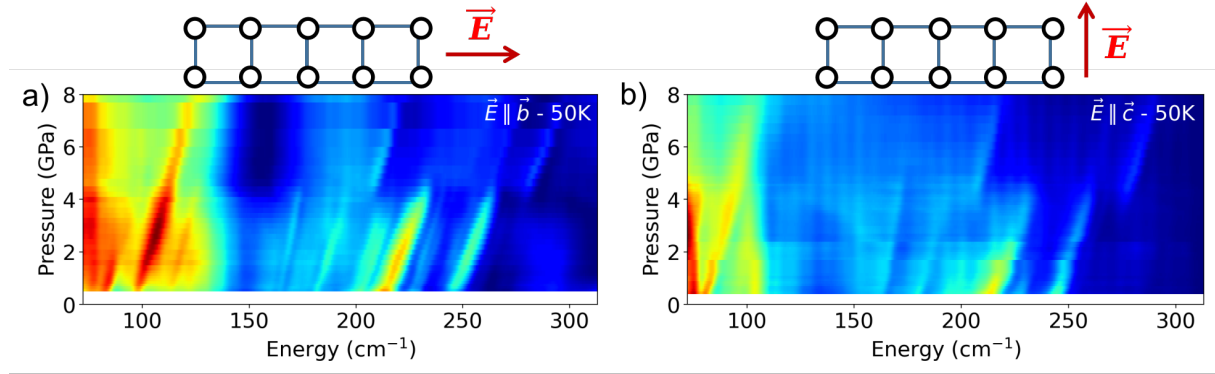 E
E
a)
b)
E ∥ b - 50K
E ∥ c - 50K
Pressure (GPa)
8
6
4
2
0
100
150
200
250
300
Energy (cm⁻¹)
Pressure (GPa)
8
6
4
2
0
100
150
200
250
300
Energy (cm⁻¹)